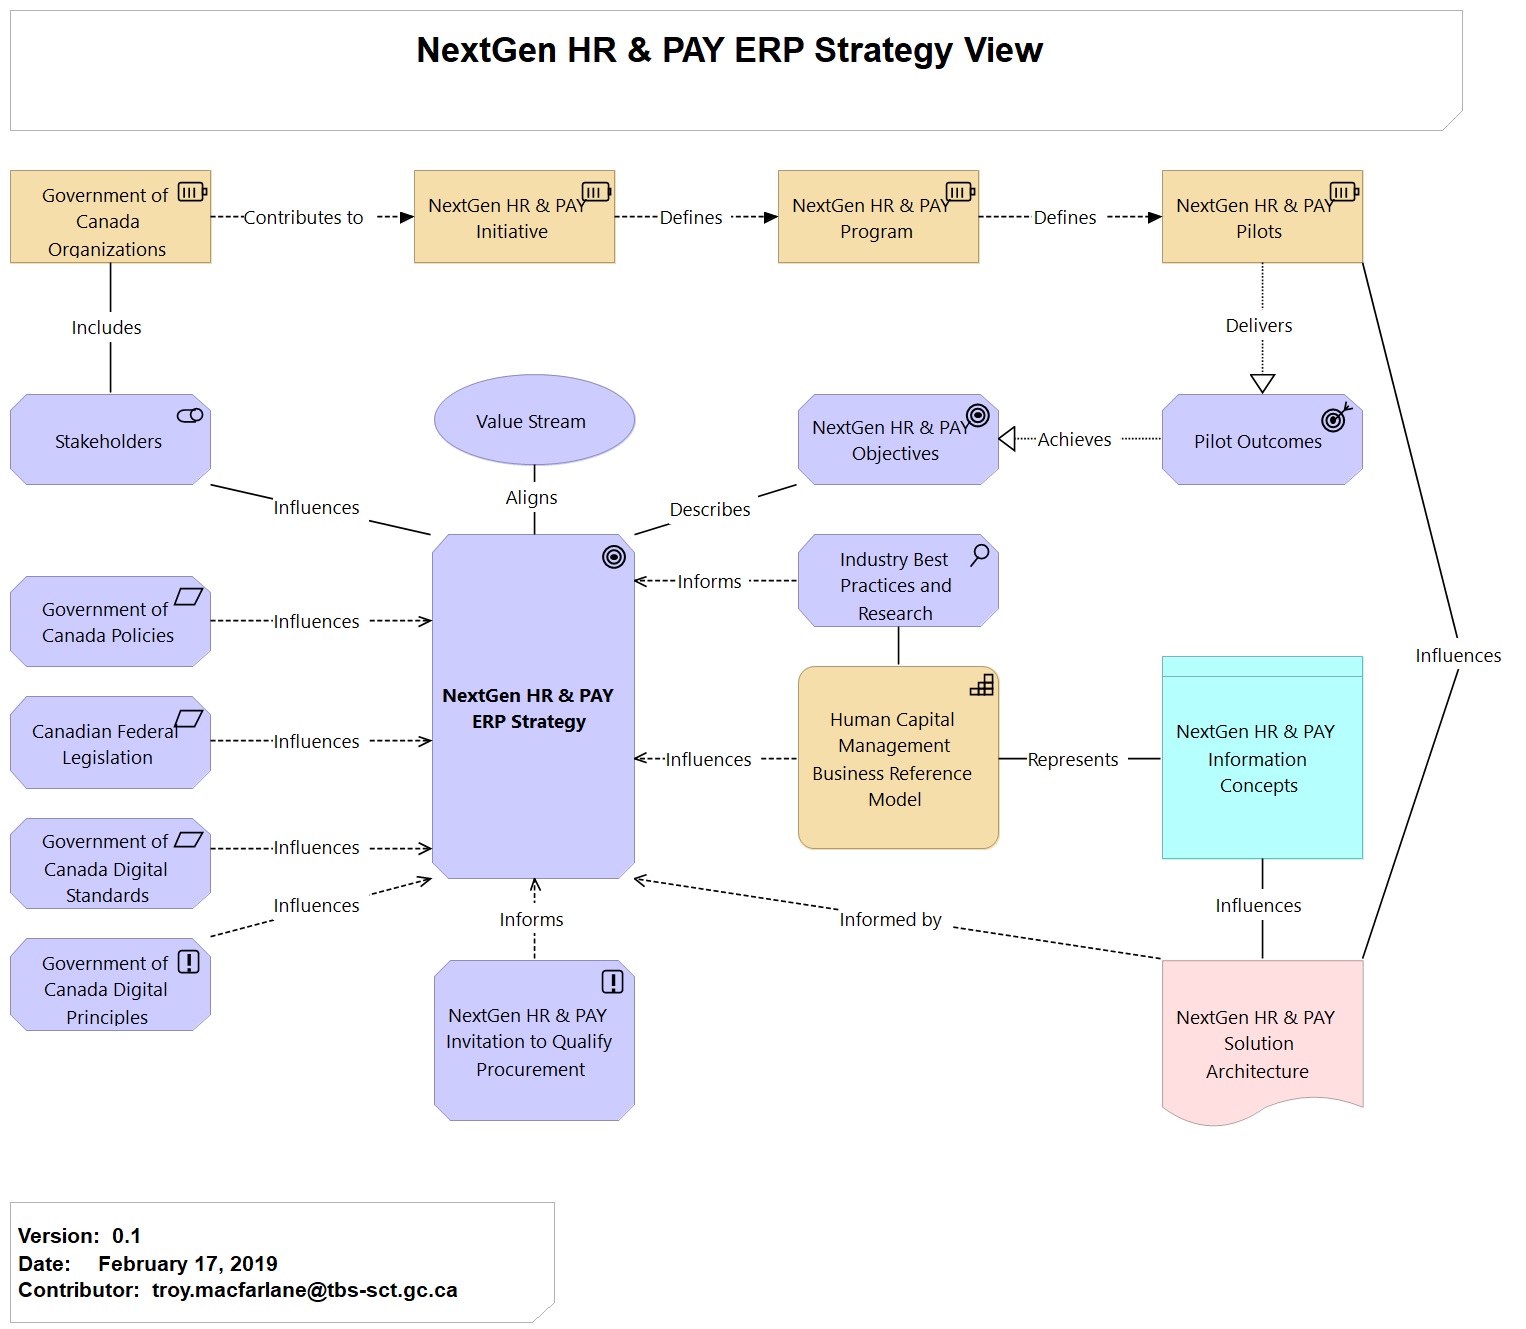 NextGen HR & PAY ERP Strategy View
Government of
Canada
Organizations
Contributes to
NextGen HR & PAY
Initiative
Defines
NextGen HR & PAY
Program
Defines
NextGen HR & PAY
Pilots
Includes
Delivers
Stakeholders
Value Stream
NextGen HR & PAY
Objectives
Achieves
Pilot Outcomes
Influences
Aligns
Describes
Government of
Canada Policies
Influences
Informs
Industry Best
Practices and
Research
Influences
Canadian Federal
Legislation
Influences
NextGen HR & PAY
ERP Strategy
Influences
Human Capital
Management
Business Reference
Model
Represents
NextGen HR & PAY
Information
Concepts
Government of
Canada Digital
Standards
Influences
Influences
Informs
Informed by
Influences
Government of
Canada Digital
Principles
NextGen HR & PAY
Invitation to Qualify
Procurement
NextGen HR & PAY
Solution
Architecture
Version: 0.1
Date: February 17, 2019
Contributor: troy.macfarlane@tbs-sct.gc.ca